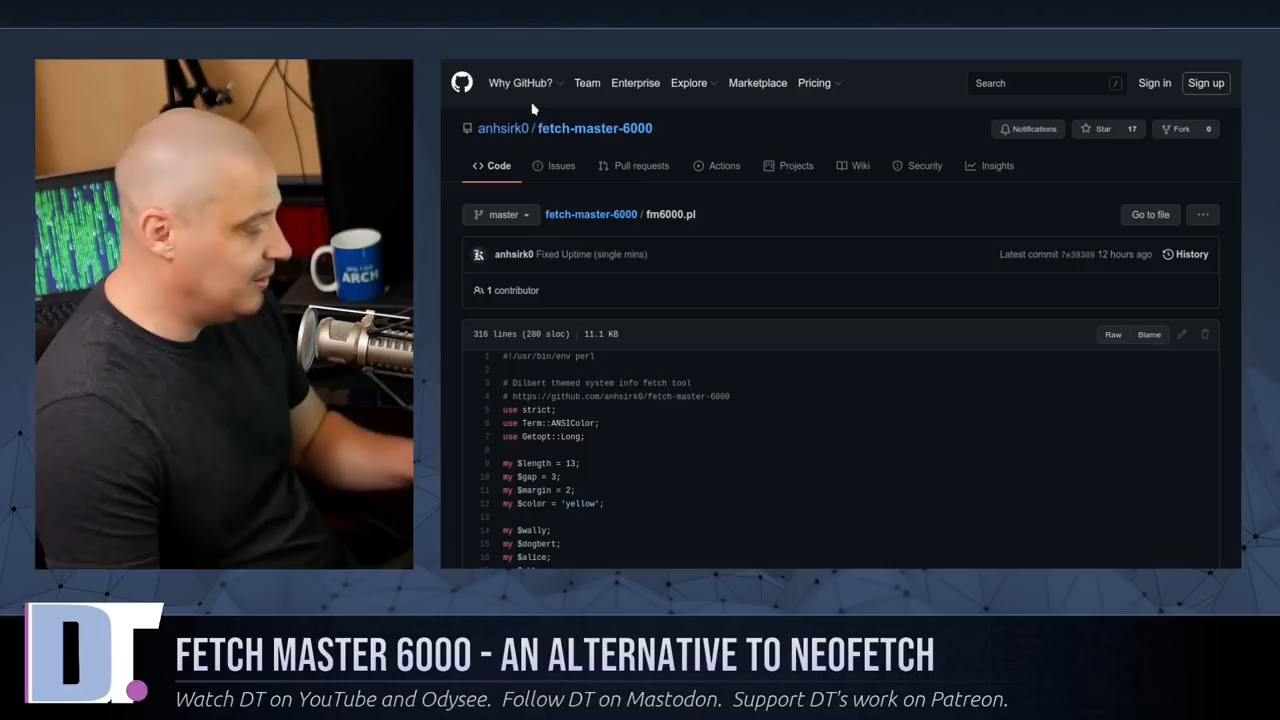 ARCH
Why GitHub? Team Enterprise Explore Marketplace Pricing Search / Sign in Sign up
anhsirk0 / fetch-master-6000 Notifications Star 17 Fork 0
<> Code Issues Pull requests Actions Projects Wiki Security Insights
master fetch-master-6000 / fm6000.pl Go to file ...
anhsirk0 Fixed Uptime (single mins) Latest commit 7e39389 12 hours ago History
1 contributor
316 lines (280 sloc) | 11.1 KB Raw Blame
1 #!/usr/bin/env perl
2
3 # Dilbert themed system info fetch tool
4 # https://github.com/anhsirk0/fetch-master-6000
5 use strict;
6 use Term::ANSIColor;
7 use Getopt::Long;
8
9 my $length = 13;
10 my $gap = 3;
11 my $margin = 2;
12 my $color = 'yellow';
13
14 my $wally;
15 my $dogbert;
16 my $alice;
DT.
FETCH MASTER 6000 - AN ALTERNATIVE TO NEOFETCH
Watch DT on YouTube and Odysee. Follow DT on Mastodon. Support DT's work on Patreon.